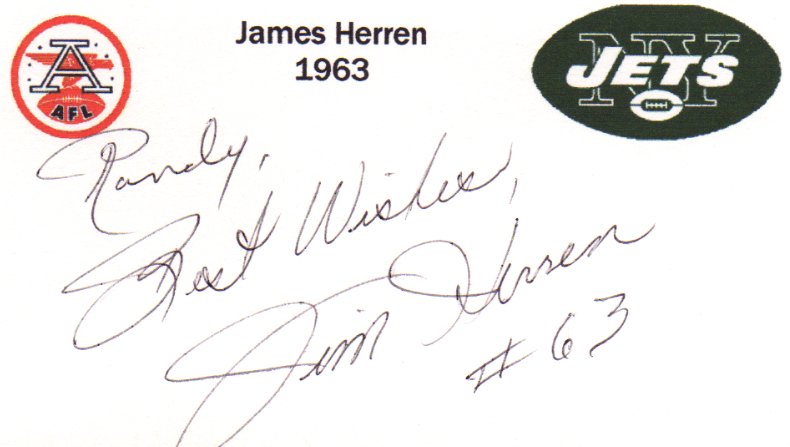 James Herren
1963
A
AFL
NY
JETS
Randy,
Best Wishes,
Jim Herren
#63